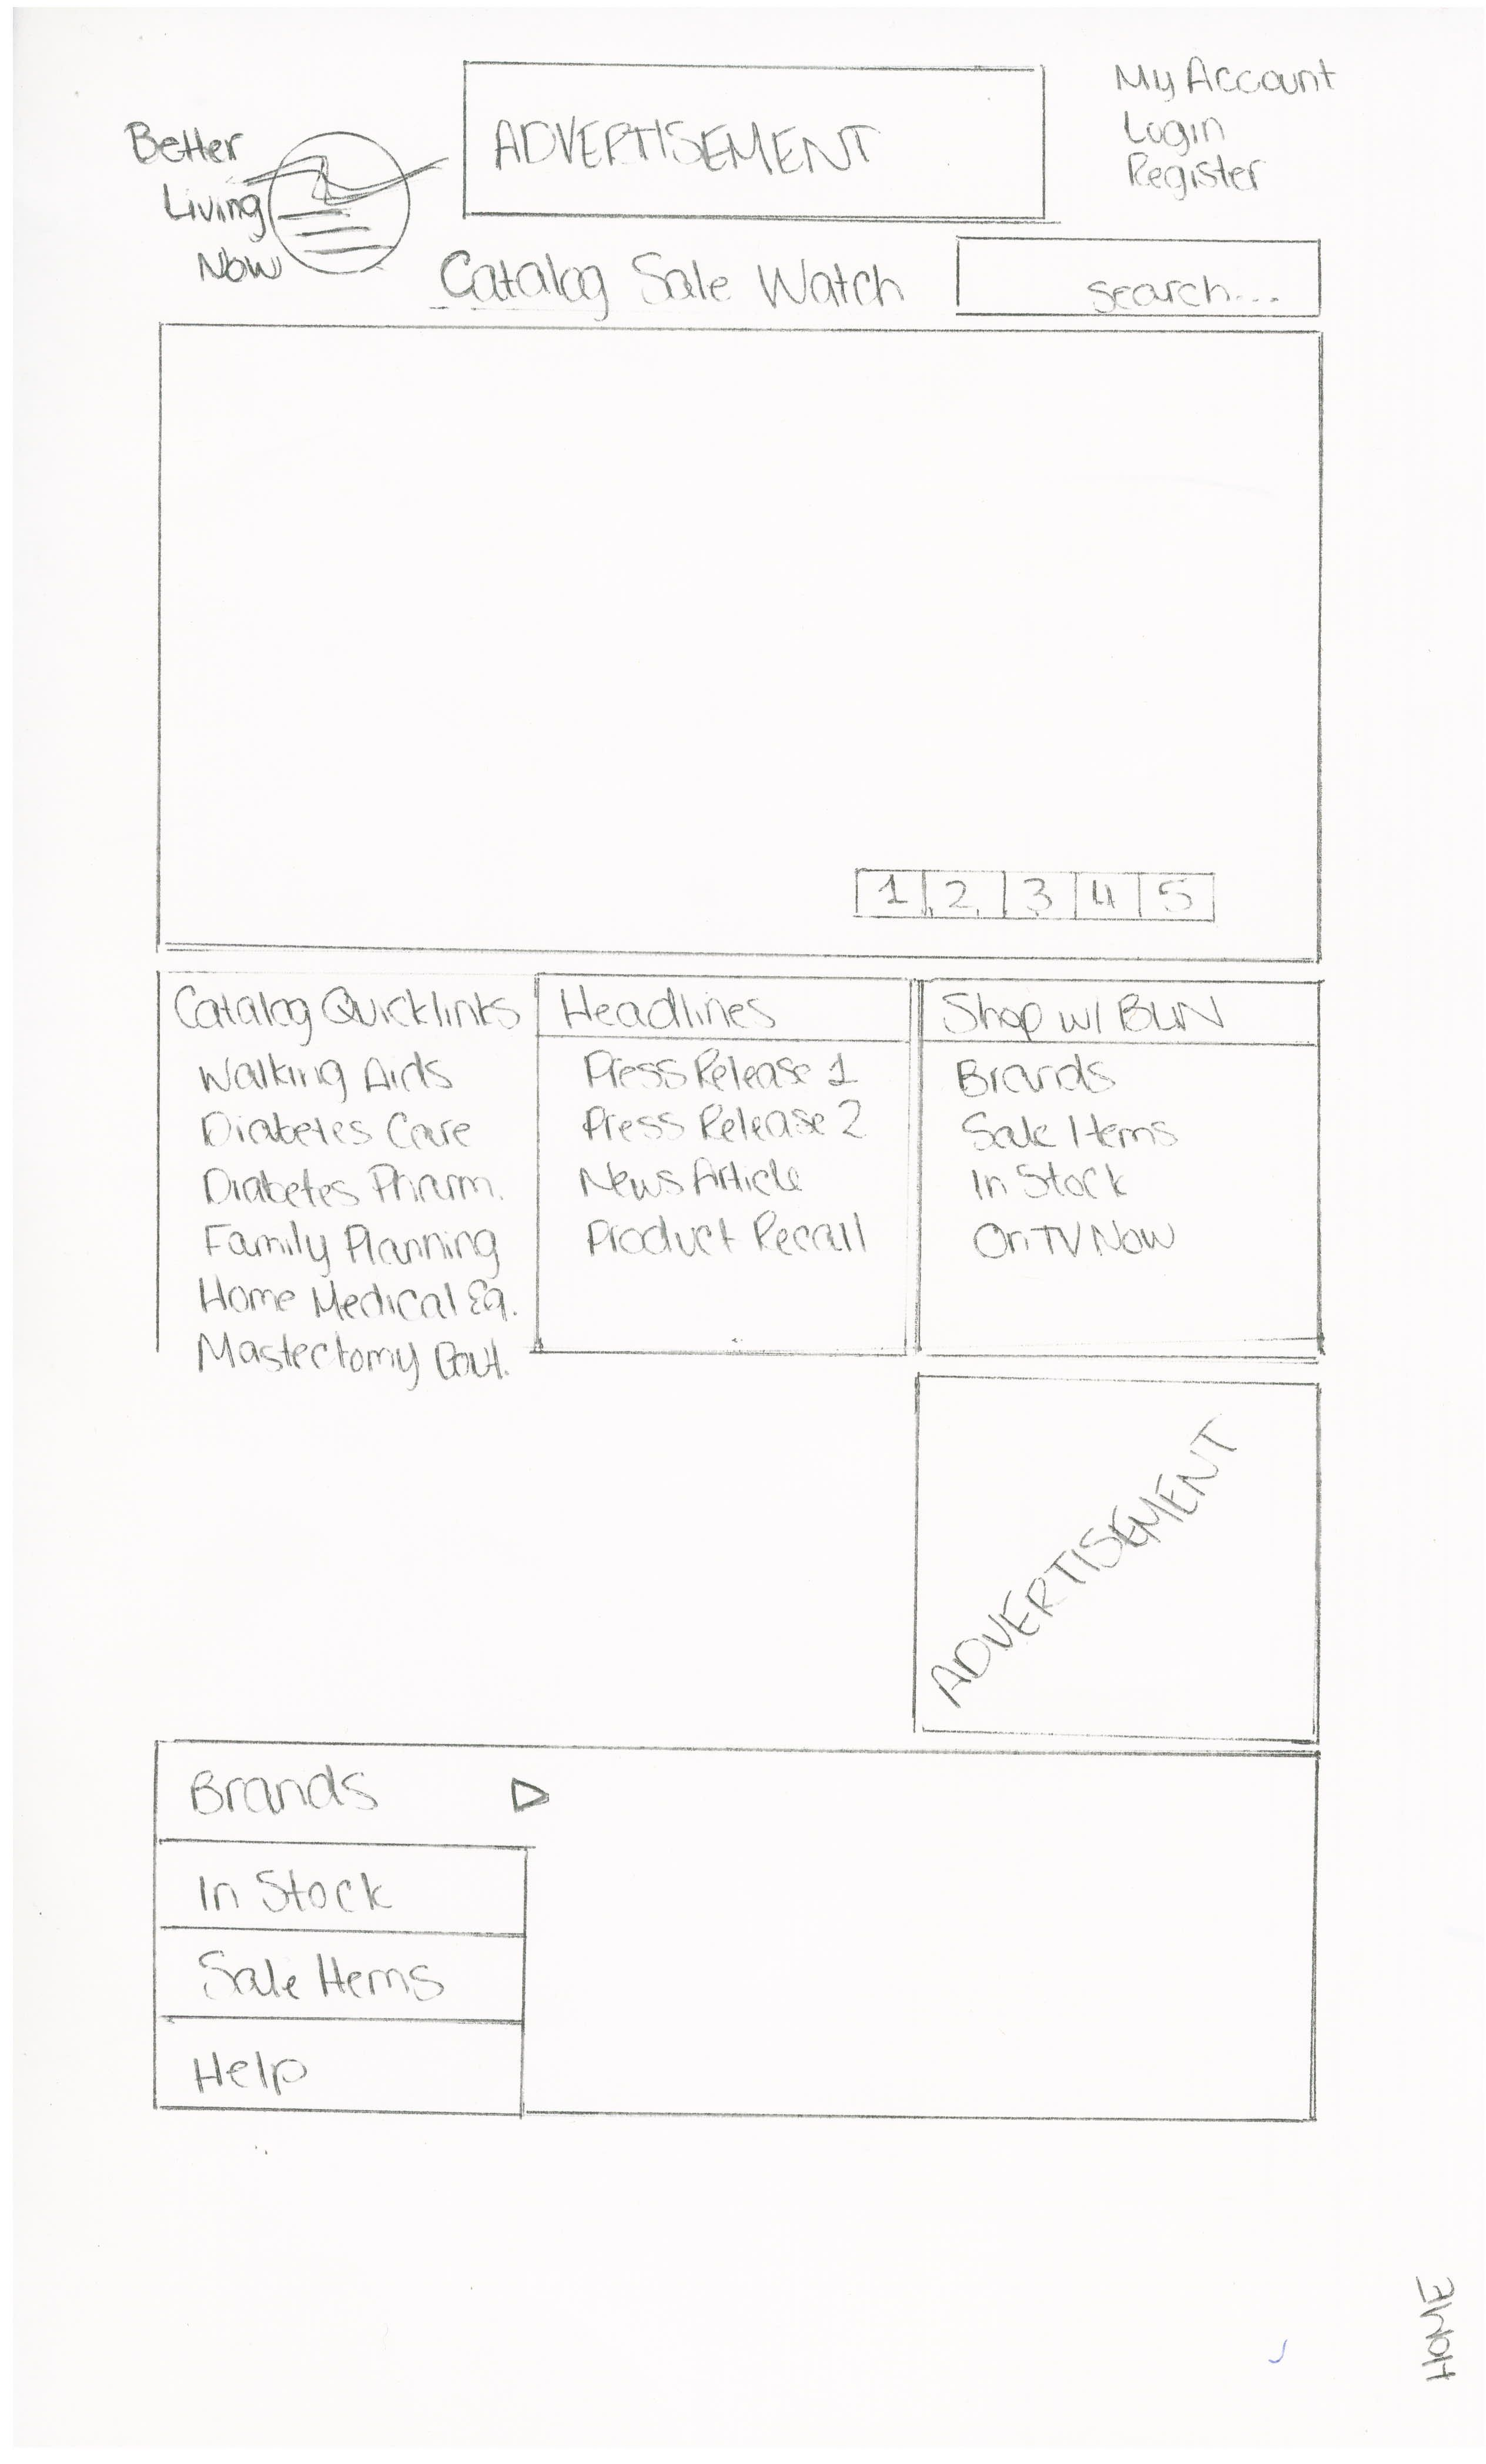 Better
Living
Now
ADVERTISEMENT
My Account
Login
Register
Catalog Sale Watch
search...
1 2 3 4 5
Catalog Quicklinks
Walking Aids
Diabetes Care
Diabetes Pharm.
Family Planning
Home Medical Eq.
Mastectomy
Headlines
Press Release 1
Press Release 2
News Article
Product Recall
Shop w/ BLN
Brands
Sale Items
In Stock
On TV Now
ADVERTISEMENT
Brands
In Stock
Sale Items
Help
HOME